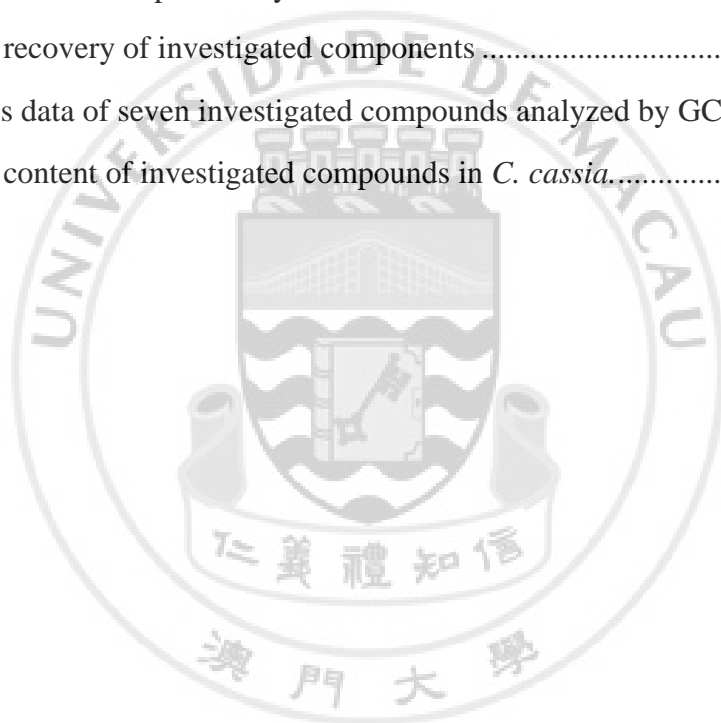 recovery of investigated components ..............................
s data of seven investigated compounds analyzed by GC
content of investigated compounds in C. cassia..............
UNIVERSIDADE DE MACAU
仁義禮知信
澳門大學